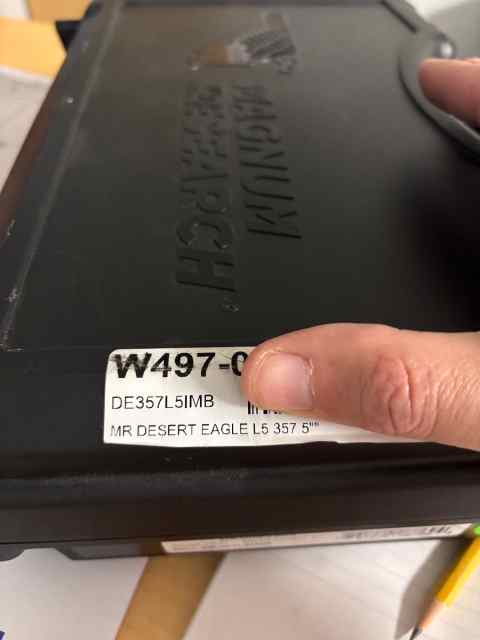 MAGNUM
RESEARCH
W497-0
DE357L5IMB
MR DESERT EAGLE L5 357 5""